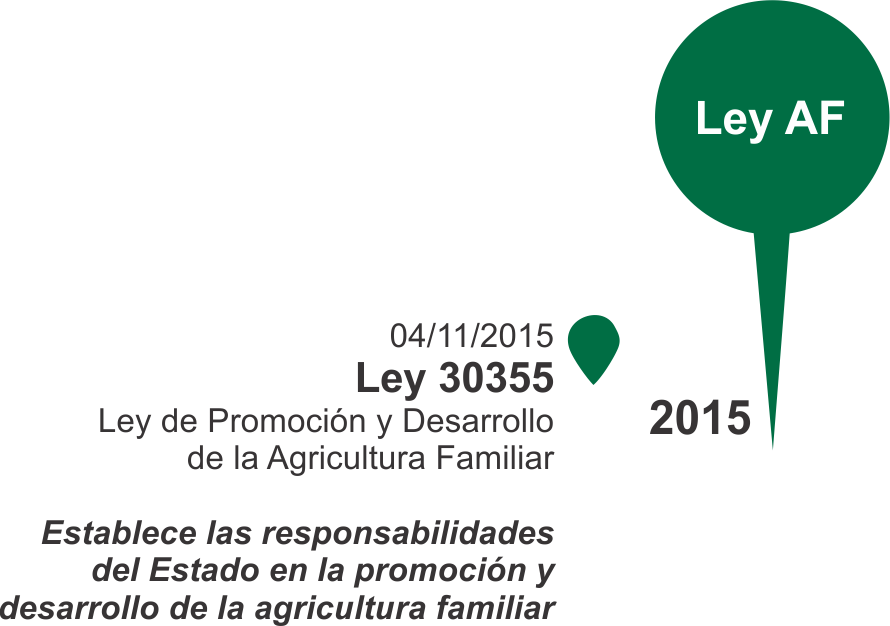 Ley AF
04/11/2015
Ley 30355
Ley de Promoción y Desarrollo
de la Agricultura Familiar
2015
Establece las responsabilidades
del Estado en la promoción y
desarrollo de la agricultura familiar